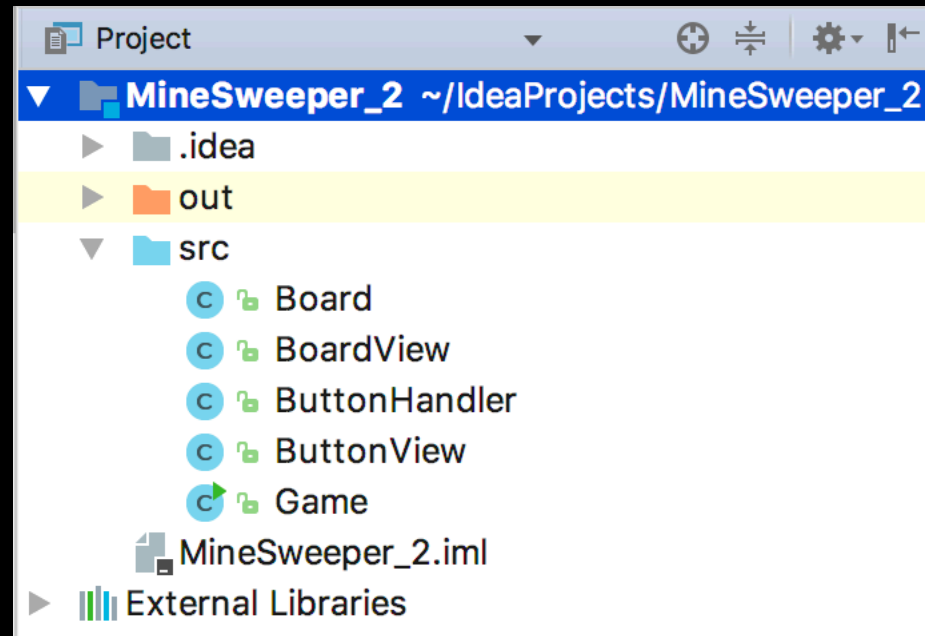 Project
MineSweeper_2 ~/IdeaProjects/MineSweeper_2
.idea
out
src
C Board
C BoardView
C ButtonHandler
C ButtonView
C Game
MineSweeper_2.iml
External Libraries